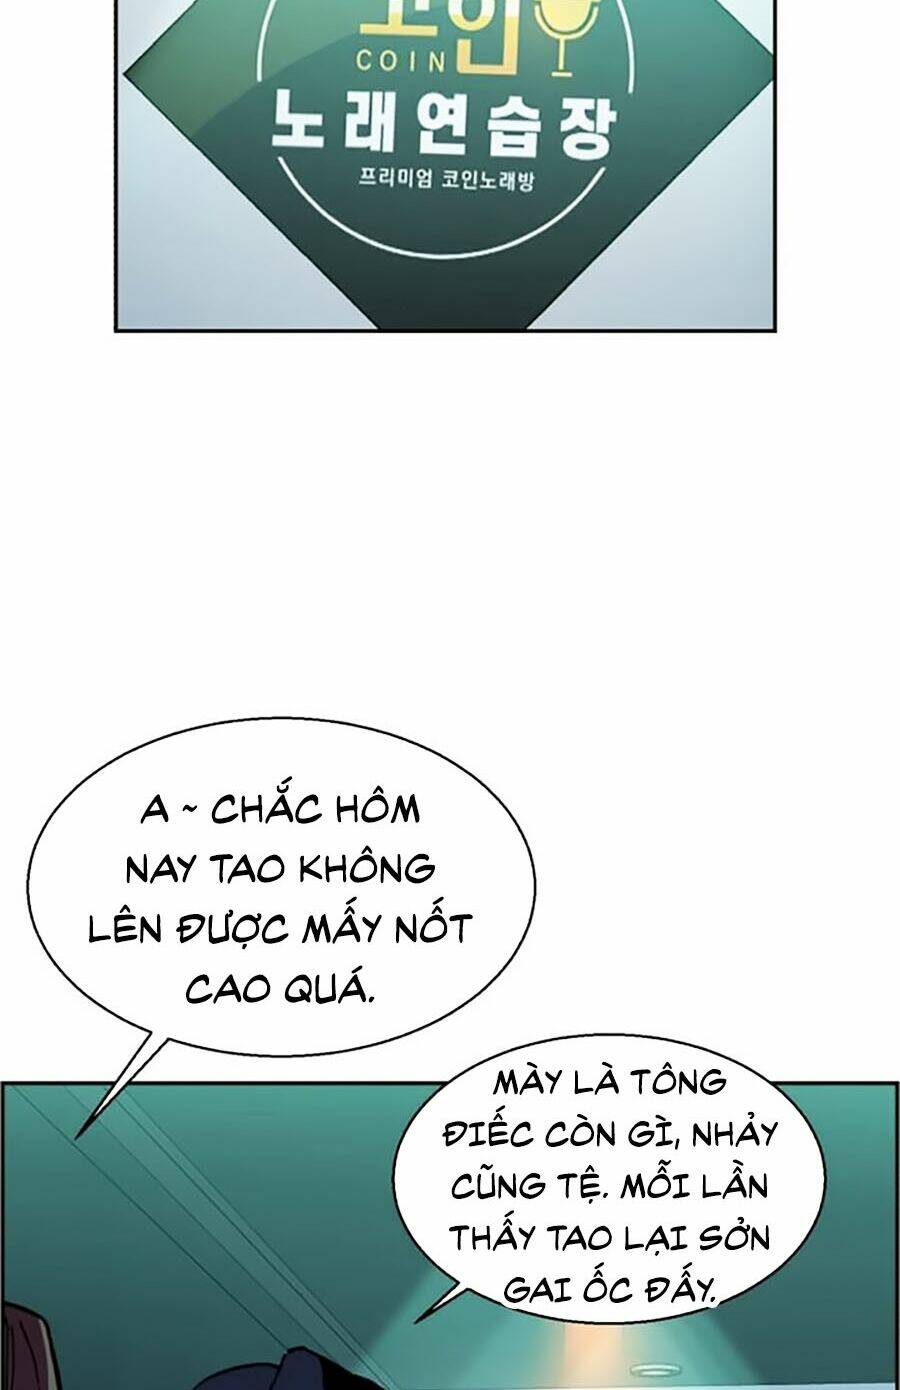 코인
COIN
노래연습장
프리미엄 코인노래방
A ~ CHẮC HÔM
NAY TAO KHÔNG
LÊN ĐƯỢC MẤY NỐT
CAO QUÁ.
MÀY LÀ TÔNG
ĐIẾC CÒN GÌ, NHẢY
CŨNG TỆ. MỖI LẦN
THẤY TAO LẠI SỞN
GAI ỐC ĐẤY.